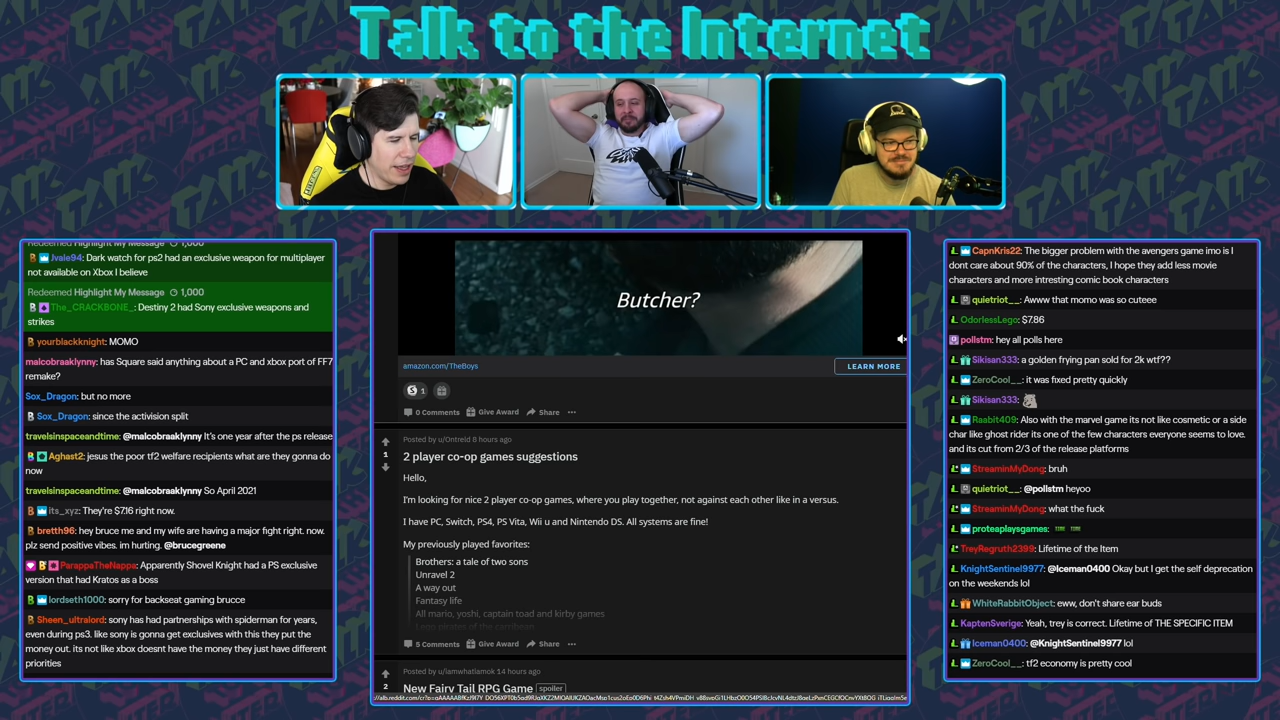 Talk to the Internet
Redeemed Highlight My Message 1,000
Jvale94: Dark watch for ps2 had an exclusive weapon for multiplayer
not available on Xbox I believe
Redeemed Highlight My Message 1,000
The_CRACKBONE_: Destiny 2 had Sony exclusive weapons and
strikes
yourblackknight: MOMO
malcobraaklynny: has Square said anything about a PC and xbox port of FF7
remake?
Sox_Dragon: but no more
Sox_Dragon: since the activision split
travelsinspaceandtime: @malcobraaklynny It's one year after the ps release
Aghast2: jesus the poor tf2 welfare recipients what are they gonna do
now
travelsinspaceandtime: @malcobraaklynny So April 2021
its_xyz: They're $7.16 right now.
bretth96: hey bruce me and my wife are having a major fight right. now.
plz send positive vibes. im hurting. @brucegreene
ParappaTheNappa: Apparently Shovel Knight had a PS exclusive
version that had Kratos as a boss
lordseth1000: sorry for backseat gaming brucce
Sheen_ultralord: sony has had partnerships with spiderman for years,
even during ps3. like sony is gonna get exclusives with this they put the
money out. its not like xbox doesnt have the money they just have different
priorities
Butcher?
amazon.com/TheBoys
LEARN MORE
S 1
0 Comments Give Award Share
Posted by u/Ontreid 8 hours ago
1
2 player co-op games suggestions
Hello,
I'm looking for nice 2 player co-op games, where you play together, not against each other like in a versus.
I have PC, Switch, PS4, PS Vita, Wii u and Nintendo DS. All systems are fine!
My previously played favorites:
Brothers: a tale of two sons
Unravel 2
A way out
Fantasy life
All mario, yoshi, captain toad and kirby games
Lego pirates of the carribean
5 Comments Give Award Share
Posted by u/iamwhatiamok 14 hours ago
2
New Fairy Tail RPG Game spoiler
CapnKris22: The bigger problem with the avengers game imo is I
dont care about 90% of the characters, I hope they add less movie
characters and more intresting comic book characters
quietriot__: Awww that momo was so cuteee
OdorlessLego: $7.86
pollstm: hey all polls here
Sikisan333: a golden frying pan sold for 2k wtf??
ZeroCool__: it was fixed pretty quickly
Sikisan333:
Raabit409: Also with the marvel game its not like cosmetic or a side
char like ghost rider its one of the few characters everyone seems to love.
and its cut from 2/3 of the release platforms
StreaminMyDong: bruh
quietriot__: @pollstm heyoo
StreaminMyDong: what the fuck
proteaplaysgames:
TreyRegruth2399: Lifetime of the Item
KnightSentinel9977: @Iceman0400 Okay but I get the self deprecation
on the weekends lol
WhiteRabbitObject: eww, don't share ear buds
KaptenSverige: Yeah, trey is correct. Lifetime of THE SPECIFIC ITEM
Iceman0400: @KnightSentinel9977 lol
ZeroCool__: tf2 economy is pretty cool